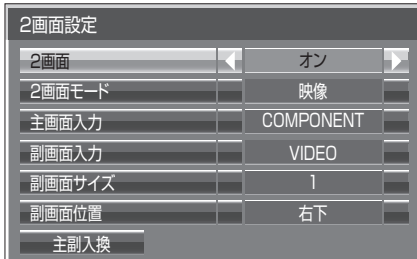 2画面設定
2画面 オン
2画面モード 映像
主画面入力 COMPONENT
副画面入力 VIDEO
副画面サイズ 1
副画面位置 右下
主副入換